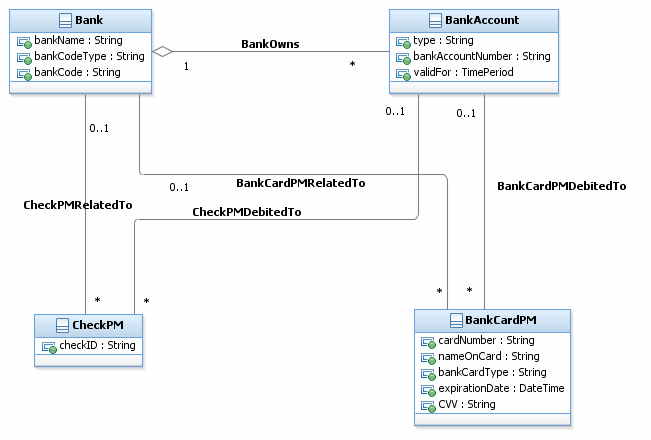 Bank
bankName : String
bankCodeType : String
bankCode : String
BankOwns
1
*
BankAccount
type : String
bankAccountNumber : String
validFor : TimePeriod
0..1
0..1
0..1
0..1
BankCardPMRelatedTo
BankCardPMDebitedTo
CheckPMRelatedTo
CheckPMDebitedTo
*
*
*
*
CheckPM
checkID : String
BankCardPM
cardNumber : String
nameOnCard : String
bankCardType : String
expirationDate : DateTime
CVV : String